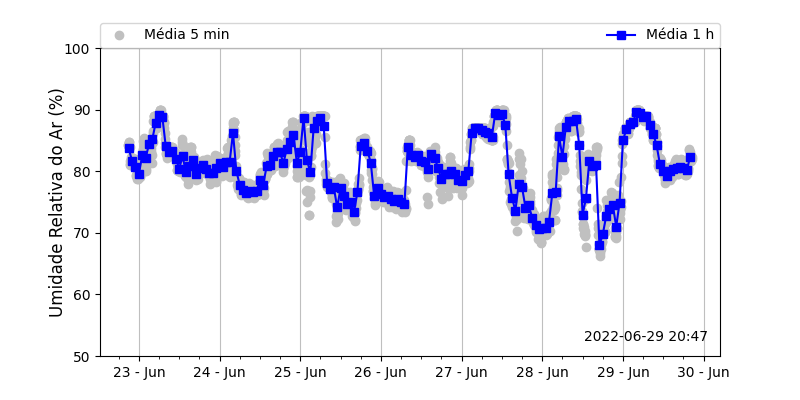 Média 5 min Média 1 h
Umidade Relativa do Ar (%)
100
90
80
70
60
50
2022-06-29 20:47
23 - Jun 24 - Jun 25 - Jun 26 - Jun 27 - Jun 28 - Jun 29 - Jun 30 - Jun